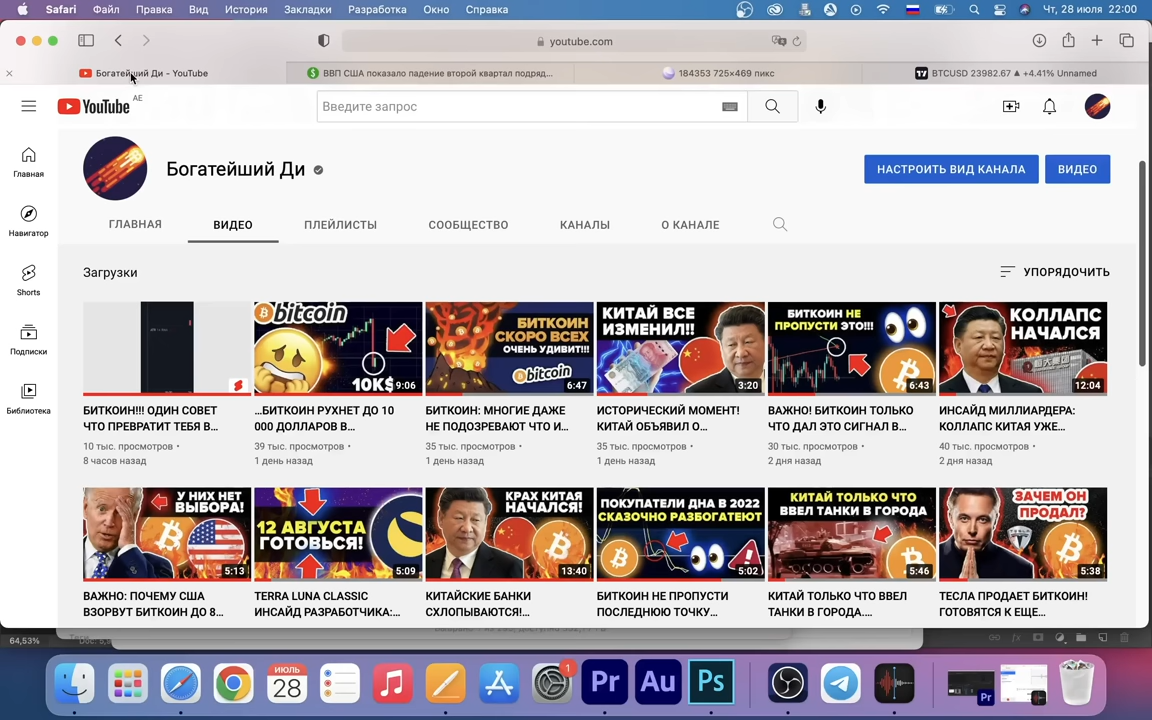 Safari Файл Правка Вид История Закладки Разработка Окно Справка Чт, 28 июля 22:00
youtube.com
Богатейший Ди - YouTube ВВП США показало падение второй квартал подряд... 184353 725×469 пикс BTCUSD 23982.67 ▲ +4.41% Unnamed
YouTube AE
Введите запрос
Главная
Навигатор
Shorts
Подписки
Библиотека
Богатейший Ди
НАСТРОИТЬ ВИД КАНАЛА ВИДЕО
ГЛАВНАЯ ВИДЕО ПЛЕЙЛИСТЫ СООБЩЕСТВО КАНАЛЫ О КАНАЛЕ
Загрузки УПОРЯДОЧИТЬ
БИТКОИН!!! ОДИН СОВЕТ
ЧТО ПРЕВРАТИТ ТЕБЯ В...
10 тыс. просмотров •
8 часов назад
bitcoin
10K$
9:06
...БИТКОИН РУХНЕТ ДО 10
000 ДОЛЛАРОВ В...
39 тыс. просмотров •
1 день назад
БИТКОИН
СКОРО ВСЕХ
ОЧЕНЬ УДИВИТ!!
bitcoin
6:47
БИТКОИН: МНОГИЕ ДАЖЕ
НЕ ПОДОЗРЕВАЮТ ЧТО И...
35 тыс. просмотров •
1 день назад
КИТАЙ ВСЕ
ИЗМЕНИЛ!!
3:20
ИСТОРИЧЕСКИЙ МОМЕНТ!
КИТАЙ ОБЪЯВИЛ О...
35 тыс. просмотров •
1 день назад
БИТКОИН НЕ
ПРОПУСТИ ЭТО!!!
6:43
ВАЖНО! БИТКОИН ТОЛЬКО
ЧТО ДАЛ ЭТО СИГНАЛ В...
30 тыс. просмотров •
2 дня назад
КОЛЛАПС
НАЧАЛСЯ
12:04
ИНСАЙД МИЛЛИАРДЕРА:
КОЛЛАПС КИТАЯ УЖЕ...
40 тыс. просмотров •
2 дня назад
У НИХ НЕТ
ВЫБОРА!
5:13
ВАЖНО: ПОЧЕМУ США
ВЗОРВУТ БИТКОИН ДО 8...
12 АВГУСТА
ГОТОВЬСЯ!
5:09
TERRA LUNA CLASSIC
ИНСАЙД РАЗРАБОТЧИКА:...
КРАХ КИТАЯ
НАЧАЛСЯ!
13:40
КИТАЙСКИЕ БАНКИ
СХЛОПЫВАЮТСЯ!...
ПОКУПАТЕЛИ ДНА В 2022
СКАЗОЧНО РАЗБОГАТЕЮТ
5:02
БИТКОИН НЕ ПРОПУСТИ
ПОСЛЕДНЮЮ ТОЧКУ...
КИТАЙ ТОЛЬКО ЧТО
ВВЕЛ ТАНКИ В ГОРОДА
5:46
КИТАЙ ТОЛЬКО ЧТО ВВЕЛ
ТАНКИ В ГОРОДА....
ЗАЧЕМ ОН
ПРОДАЛ?
5:38
ТЕСЛА ПРОДАЕТ БИТКОИН!
ГОТОВЯТСЯ К ЕЩЕ...
64,53%
ИЮЛЬ
28
1
Pr Au Ps
Pr